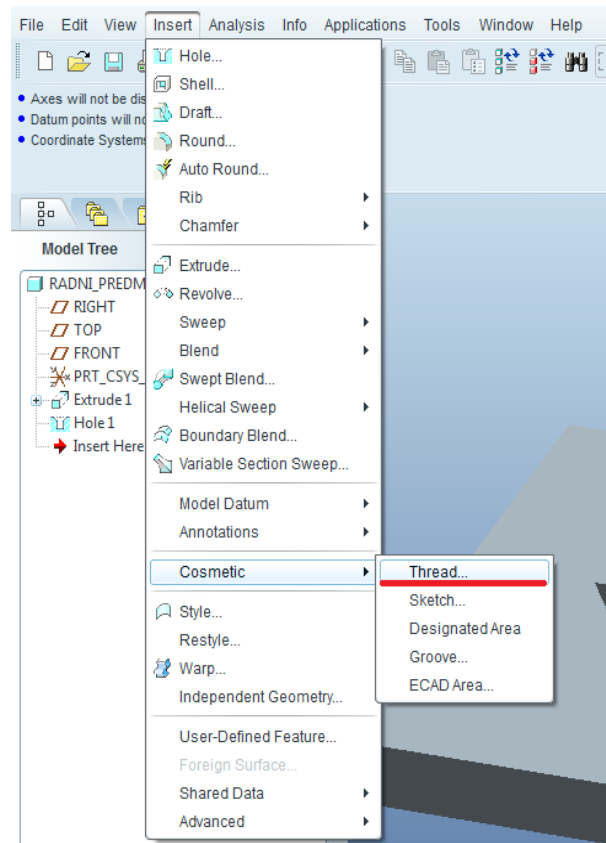 File Edit View Insert Analysis Info Applications Tools Window Help
Axes will not be dis
Datum points will no
Coordinate Systems
Model Tree
RADNI_PREDM
RIGHT
TOP
FRONT
PRT_CSYS_
Extrude 1
Hole 1
Insert Here
Hole...
Shell...
Draft...
Round...
Auto Round...
Rib
Chamfer
Extrude...
Revolve...
Sweep
Blend
Swept Blend...
Helical Sweep
Boundary Blend...
Variable Section Sweep...
Model Datum
Annotations
Cosmetic
Style...
Restyle...
Warp...
Independent Geometry...
User-Defined Feature...
Foreign Surface...
Shared Data
Advanced
Thread...
Sketch...
Designated Area
Groove...
ECAD Area...